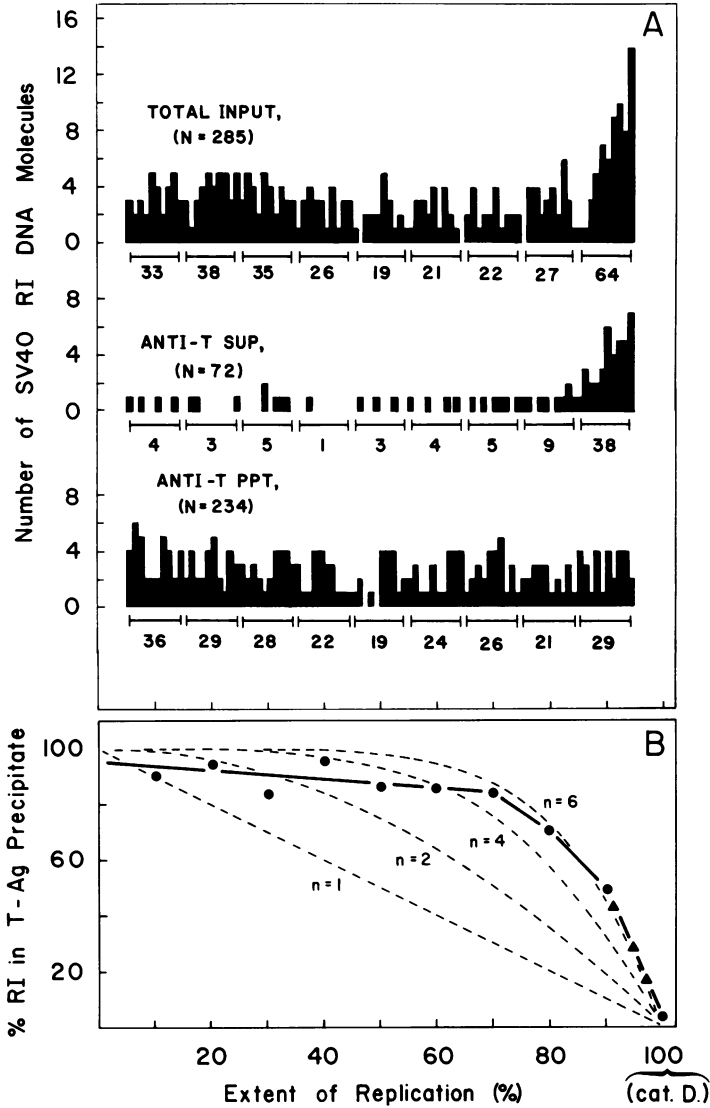 A
16
12
8
4
0
TOTAL INPUT,
(N = 285)
33 38 35 26 19 21 22 27 64
8
4
0
ANTI-T SUP,
(N = 72)
4 3 5 1 3 4 5 9 38
8
4
0
ANTI-T PPT,
(N = 234)
36 29 28 22 19 24 26 21 29
Number of SV40 RI DNA Molecules
B
100
60
20
% RI in T-Ag Precipitate
n = 6
n = 4
n = 2
n = 1
20 40 60 80 100
Extent of Replication (%)
(cat. D.)